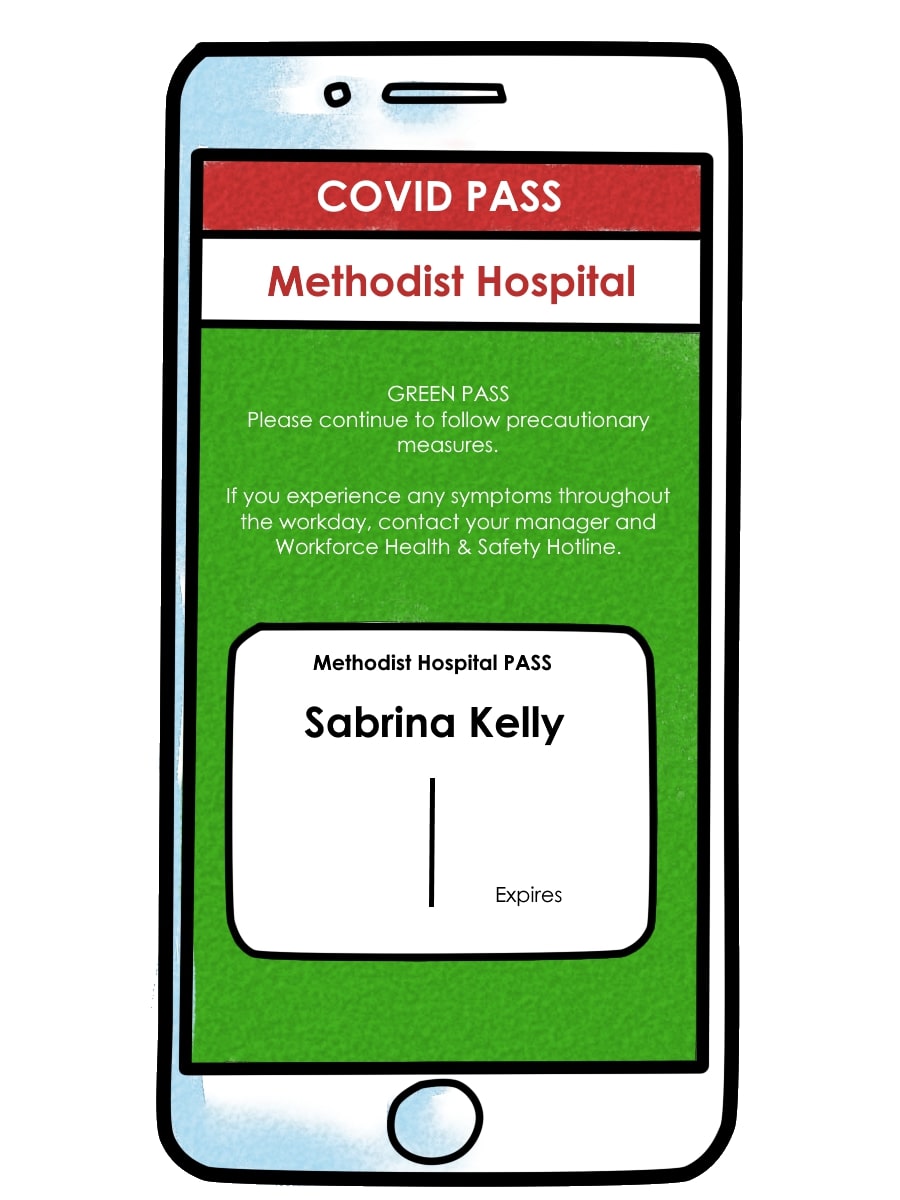 COVID PASS
Methodist Hospital
GREEN PASS
Please continue to follow precautionary
measures.
If you experience any symptoms throughout
the workday, contact your manager and
Workforce Health & Safety Hotline.
Methodist Hospital PASS
Sabrina Kelly
Expires